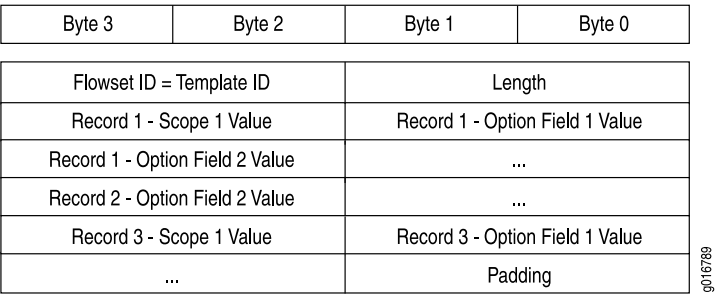 Byte 3 Byte 2 Byte 1 Byte 0
Flowset ID = Template ID Length
Record 1 - Scope 1 Value Record 1 - Option Field 1 Value
Record 1 - Option Field 2 Value ...
Record 2 - Option Field 2 Value ...
Record 3 - Scope 1 Value Record 3 - Option Field 1 Value
... Padding
g016789